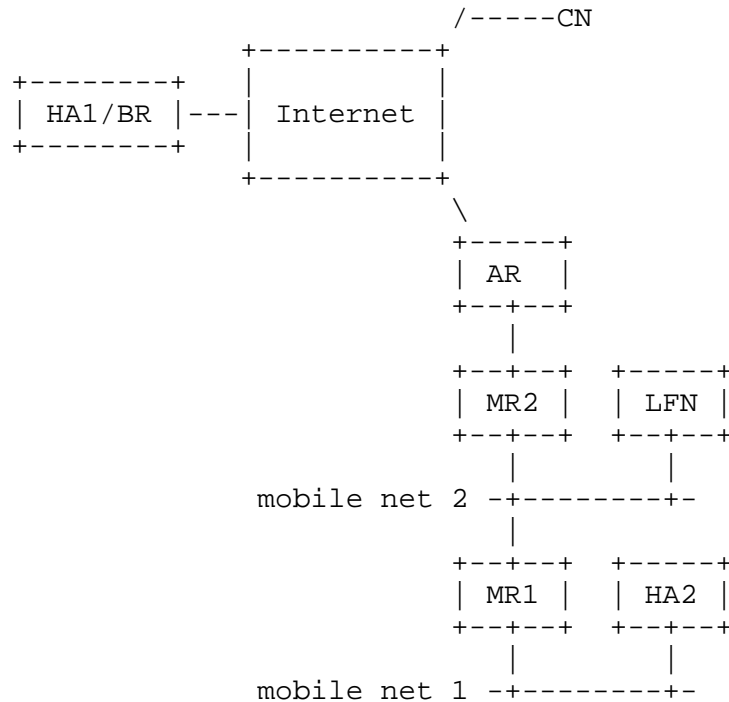 CN
HA1/BR
Internet
AR
MR2
LFN
mobile net 2
MR1
HA2
mobile net 1